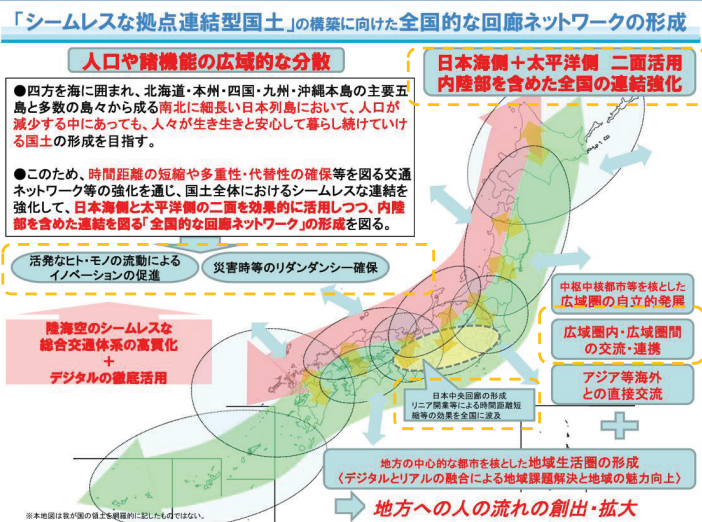 「シームレスな拠点連結型国土」の構築に向けた全国的な回廊ネットワークの形成
人口や諸機能の広域的な分散
日本海側＋太平洋側 二面活用
内陸部を含めた全国の連結強化
●四方を海に囲まれ、北海道・本州・四国・九州・沖縄本島の主要五
島と多数の島々から成る南北に細長い日本列島において、人口が
減少する中にあっても、人々が生き生きと安心して暮らし続けていけ
る国土の形成を目指す。
●このため、時間距離の短縮や多重性・代替性の確保等を図る交通
ネットワーク等の強化を通じ、国土全体におけるシームレスな連結を
強化して、日本海側と太平洋側の二面を効果的に活用しつつ、内陸
部を含めた連結を図る「全国的な回廊ネットワーク」の形成を図る。
活発なヒト・モノの流動による
イノベーションの促進
災害時等のリダンダンシー確保
陸海空のシームレスな
総合交通体系の高質化
＋
デジタルの徹底活用
中枢中核都市等を核とした
広域圏の自立的発展
広域圏内・広域圏間
の交流・連携
アジア等海外
との直接交流
日本中央回廊の形成
リニア開業等による時間距離短
縮等の効果を全国に波及
地方の中心的な都市を核とした地域生活圏の形成
〈デジタルとリアルの融合による地域課題解決と地域の魅力向上〉
地方への人の流れの創出・拡大
※本地図は我が国の領土を網羅的に記したものではない。